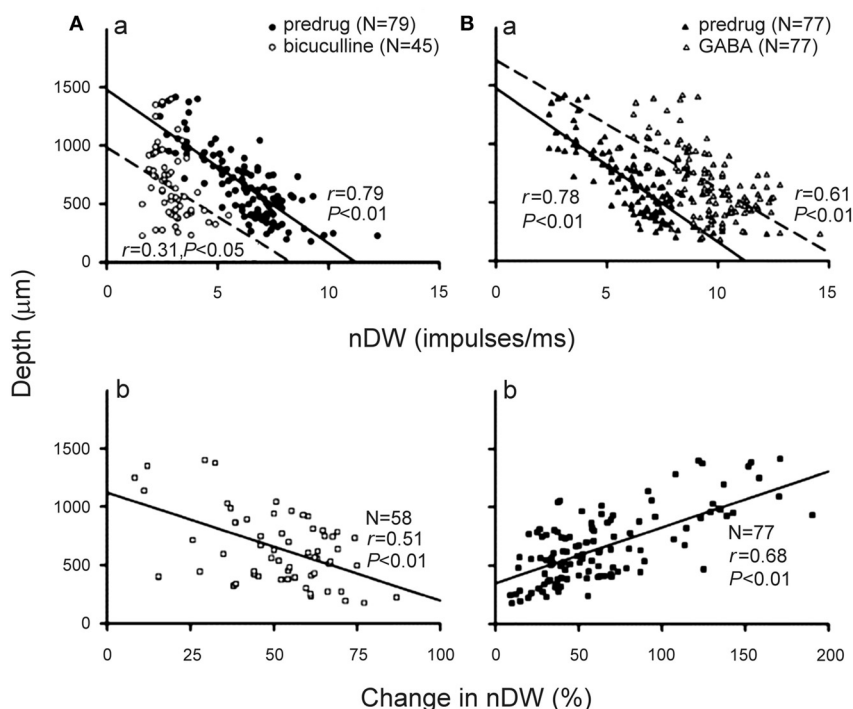 A
a
● predrug (N=79)
○ bicuculline (N=45)
r=0.79
P<0.01
r=0.31,P<0.05
1500
1000
500
0
0 5 10 15
B
a
▲ predrug (N=77)
△ GABA (N=77)
r=0.78
P<0.01
r=0.61
P<0.01
0 5 10 15
nDW (impulses/ms)
Depth (μm)
b
N=58
r=0.51
P<0.01
1500
1000
500
0
0 25 50 75 100
b
N=77
r=0.68
P<0.01
0 50 100 150 200
Change in nDW (%)